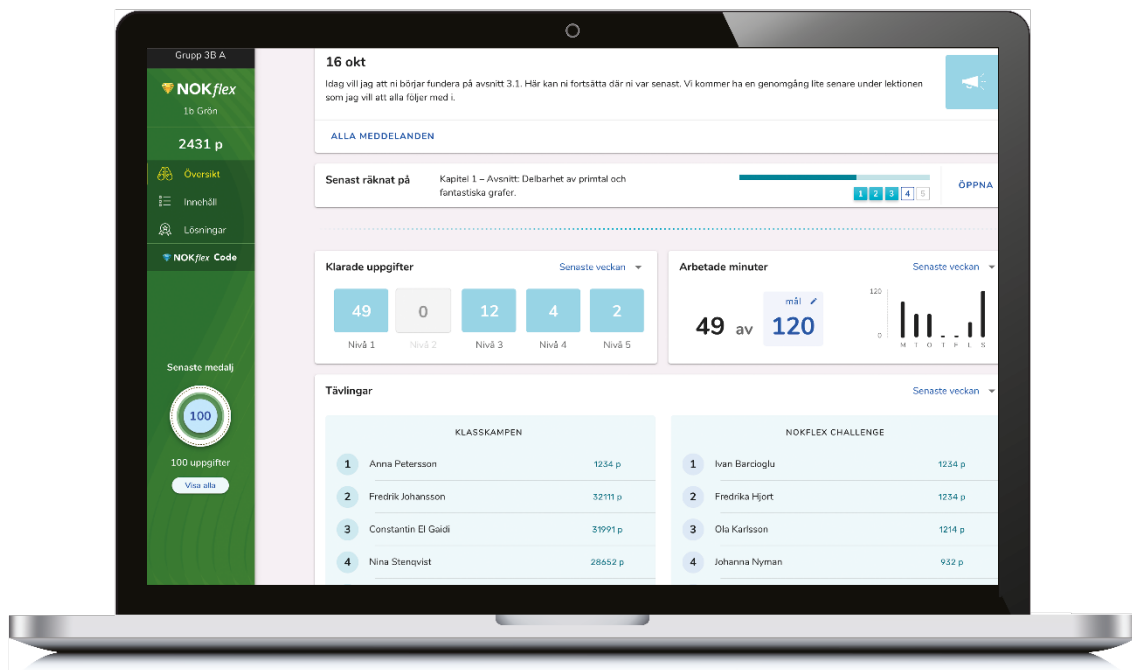 Grupp 3B A
NOKflex
1b Grön
2431 p
Översikt
Innehåll
Lösningar
NOKflex Code
Senaste medalj
100
100 uppgifter
Visa alla
16 okt
Idag vill jag att ni börjar fundera på avsnitt 3.1. Här kan ni fortsätta där ni var senast. Vi kommer ha en genomgång lite senare under lektionen
som jag vill att alla följer med i.
ALLA MEDDELANDEN
Senast räknat på
Kapitel 1 – Avsnitt: Delbarhet av primtal och
fantastiska grafer.
1 2 3 4 5
ÖPPNA
Klarade uppgifter
Senaste veckan
49 0 12 4 2
Nivå 1 Nivå 2 Nivå 3 Nivå 4 Nivå 5
Arbetade minuter
Senaste veckan
49 av
mål
120
120
0
M T O T F L S
Tävlingar
Senaste veckan
KLASSKAMPEN
1 Anna Petersson 1234 p
2 Fredrik Johansson 32111 p
3 Constantin El Gaidi 31991 p
4 Nina Stenqvist 28652 p
NOKFLEX CHALLENGE
1 Ivan Barcioglu 1234 p
2 Fredrika Hjort 1234 p
3 Ola Karlsson 1214 p
4 Johanna Nyman 932 p